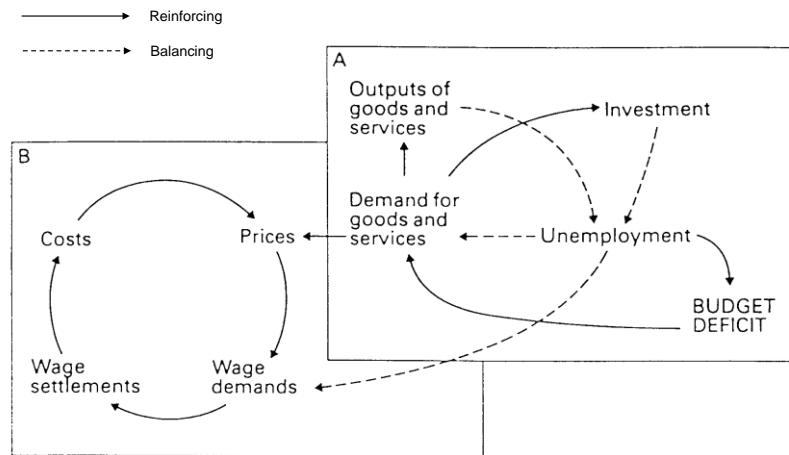 Reinforcing
Balancing
A
Outputs of
goods and
services
Investment
Demand for
goods and
services
Unemployment
BUDGET
DEFICIT
B
Costs
Prices
Wage
settlements
Wage
demands